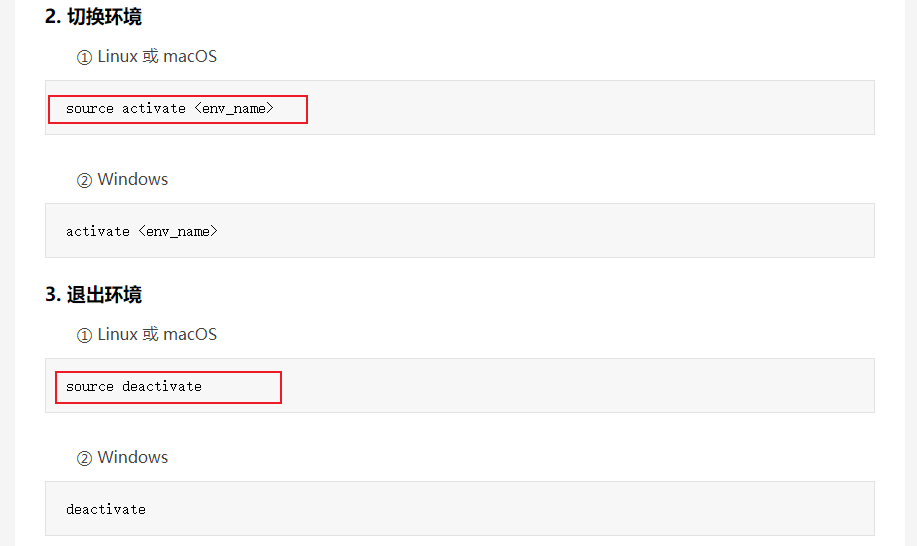 2. 切换环境
① Linux 或 macOS
source activate <env_name>
② Windows
activate <env_name>
3. 退出环境
① Linux 或 macOS
source deactivate
② Windows
deactivate